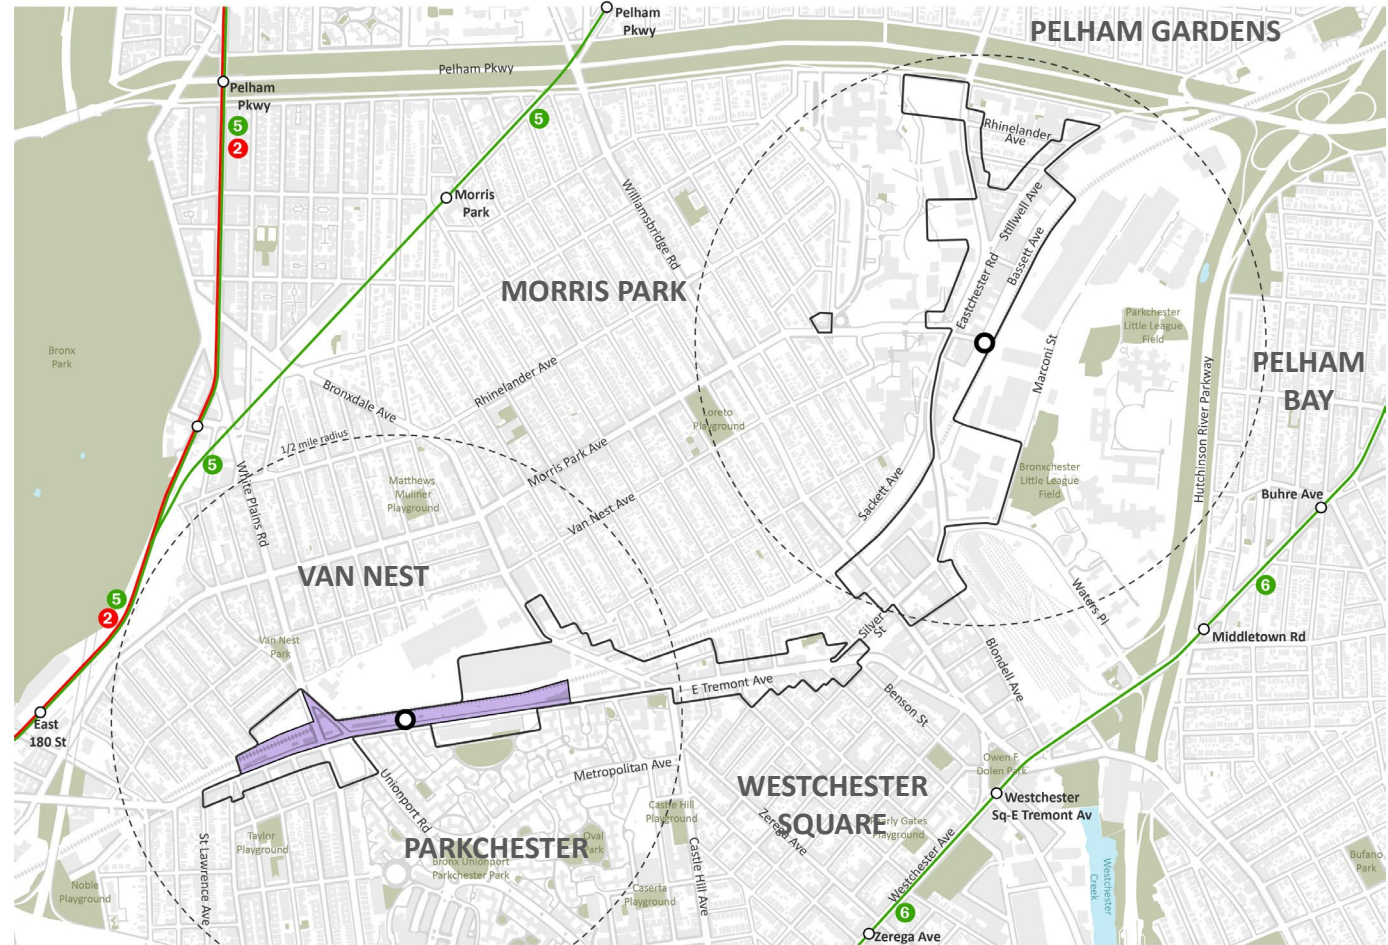 Pelham
Pkwy
PELHAM GARDENS
Pelham Pkwy
Pelham
Pkwy
5
2
5
Rhinelander
Ave
Morris
Park
Williamsbridge Rd
Stillwell Ave
Bassett Ave
Eastchester Rd
MORRIS PARK
Parkchester
Little League
Field
Marconi St
Bronx
Park
PELHAM
BAY
Hutchinson River Parkway
Rhinelander Ave
Bronxdale Ave
Loreto
Playground
1/2 mile radius
Morris Park Ave
5
White Plains Rd
Matthews
Muliner
Playground
Bronxchester
Little League
Field
Sackett Ave
Buhre Ave
Van Nest Ave
VAN NEST
6
5
2
Waters Pl
Silver
St
Middletown Rd
Van Nest
Park
Blondell Ave
E Tremont Ave
Benson St
East
180 St
Owen F.
Dolen Park
Metropolitan Ave
WESTCHESTER
SQUARE
Westchester
Sq-E Tremont Av
Unionport Rd
Castle Hill
Playground
Zerega Ave
Pearly Gates
Playground
Taylor
Playground
PARKCHESTER
Oval
Park
Bronx Unionport
Parkchester Park
St Lawrence Ave
Castle Hill Ave
Westchester Ave
Westchester
Creek
Bufano
Park
Noble
Playground
Caserta
Playground
6
Zerega Ave